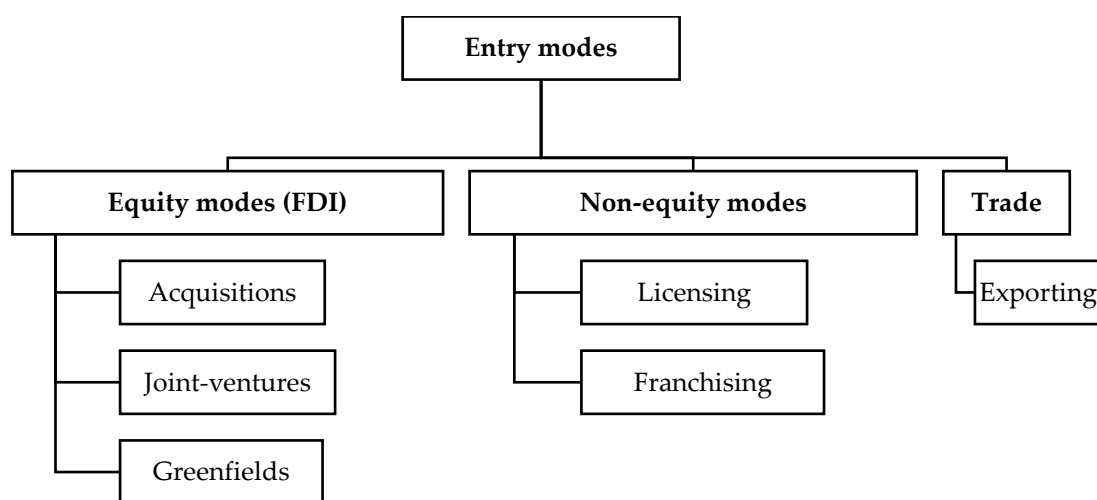 Entry modes
Equity modes (FDI)
Non-equity modes
Trade
Acquisitions
Licensing
Exporting
Joint-ventures
Franchising
Greenfields